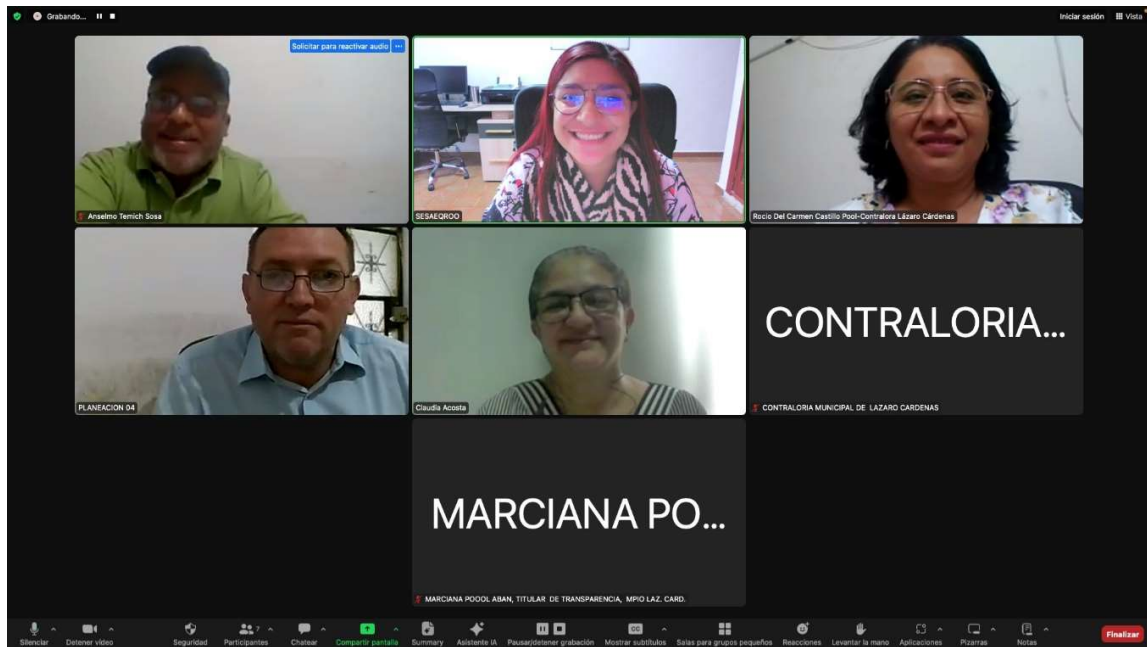 Grabando...
Iniciar sesión
Vista
Solicitar para reactivar audio
Anselmo Temich Sosa
SESAEQROO
Rocio Del Carmen Castillo Pool-Contralora Lázaro Cárdenas
PLANEACION 04
Claudia Acosta
CONTRALORIA...
CONTRALORIA MUNICIPAL DE LAZARO CARDENAS
MARCIANA PO...
MARCIANA POOOL ABAN, TITULAR DE TRANSPARENCIA, MPIO LAZ. CARD.
7
CC
Silenciar
Detener video
Seguridad
Participantes
Chatear
Compartir pantalla
Summary
Asistente IA
Pausar/detener grabación
Mostrar subtítulos
Salas para grupos pequeños
Reacciones
Levantar la mano
Aplicaciones
Pizarras
Notas
Finalizar